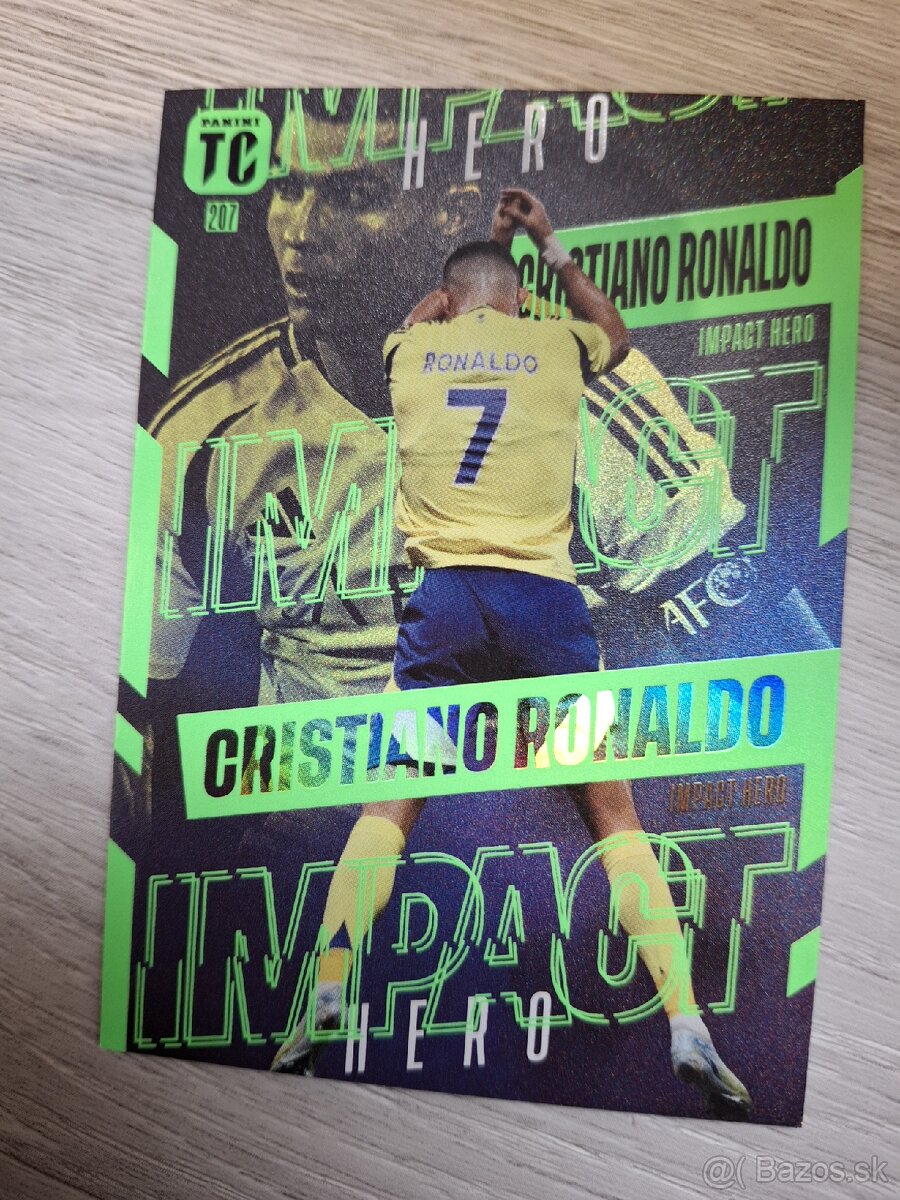 IMPACT
HERO
PANINI
TC
207
CRISTIANO RONALDO
IMPACT HERO
RONALDO
7
IMPACT
AFC
CRISTIANO RONALDO
IMPACT HERO
IMPACT
HERO
@( Bazos.sk